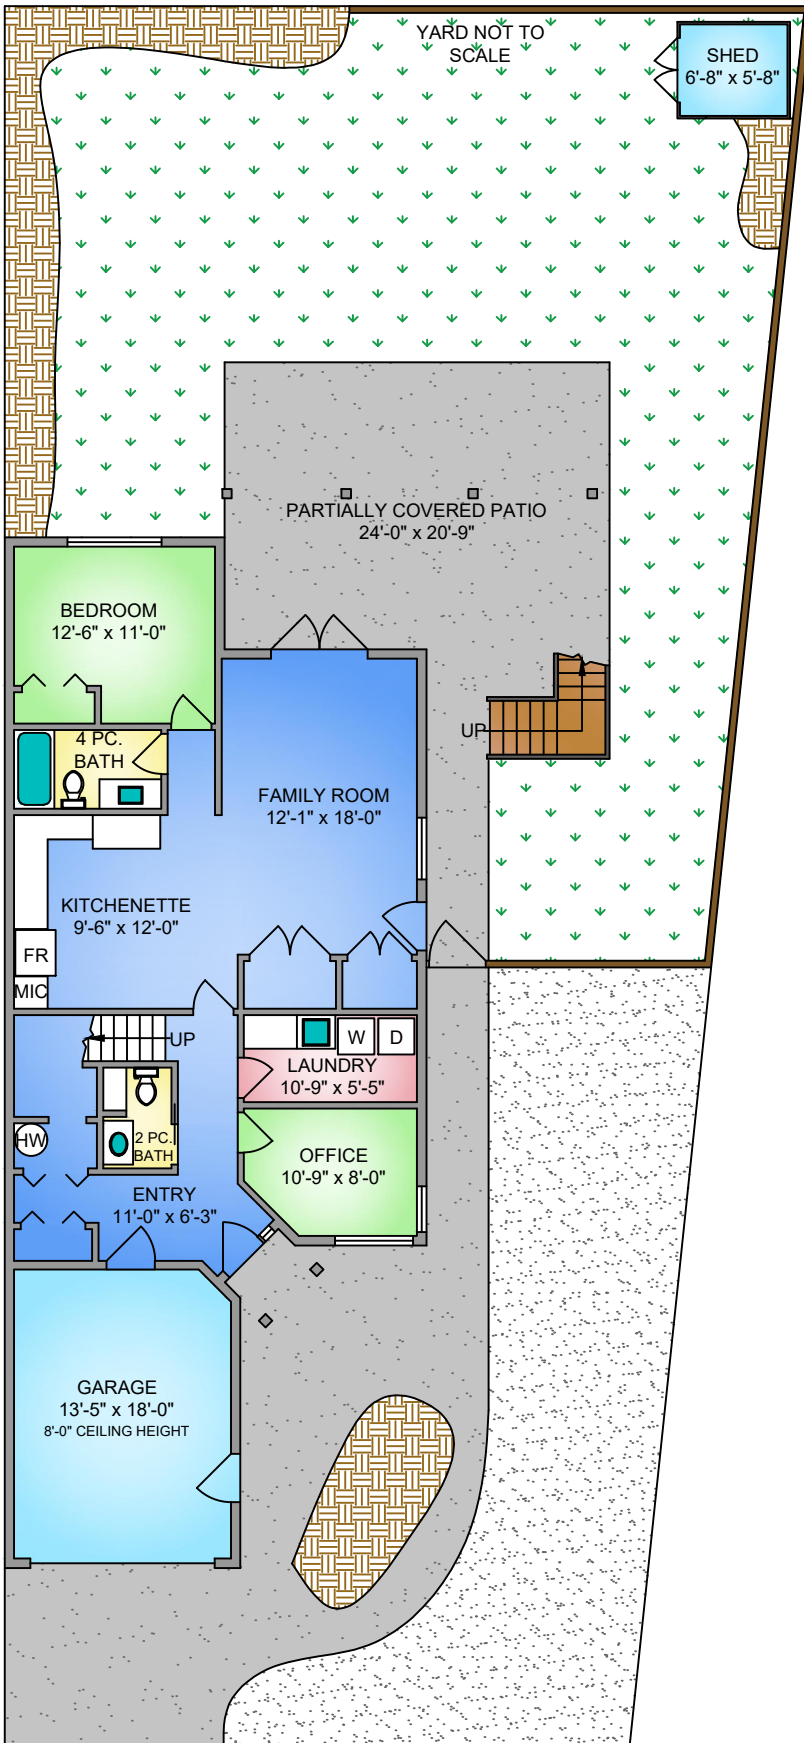 YARD NOT TO
SCALE
SHED
6'-8" x 5'-8"
PARTIALLY COVERED PATIO
24'-0" x 20'-9"
BEDROOM
12'-6" x 11'-0"
UP
4 PC.
BATH
FAMILY ROOM
12'-1" x 18'-0"
KITCHENETTE
9'-6" x 12'-0"
FR
MIC
UP
W
D
LAUNDRY
10'-9" x 5'-5"
HW
2 PC.
BATH
OFFICE
10'-9" x 8'-0"
ENTRY
11'-0" x 6'-3"
GARAGE
13'-5" x 18'-0"
8'-0" CEILING HEIGHT